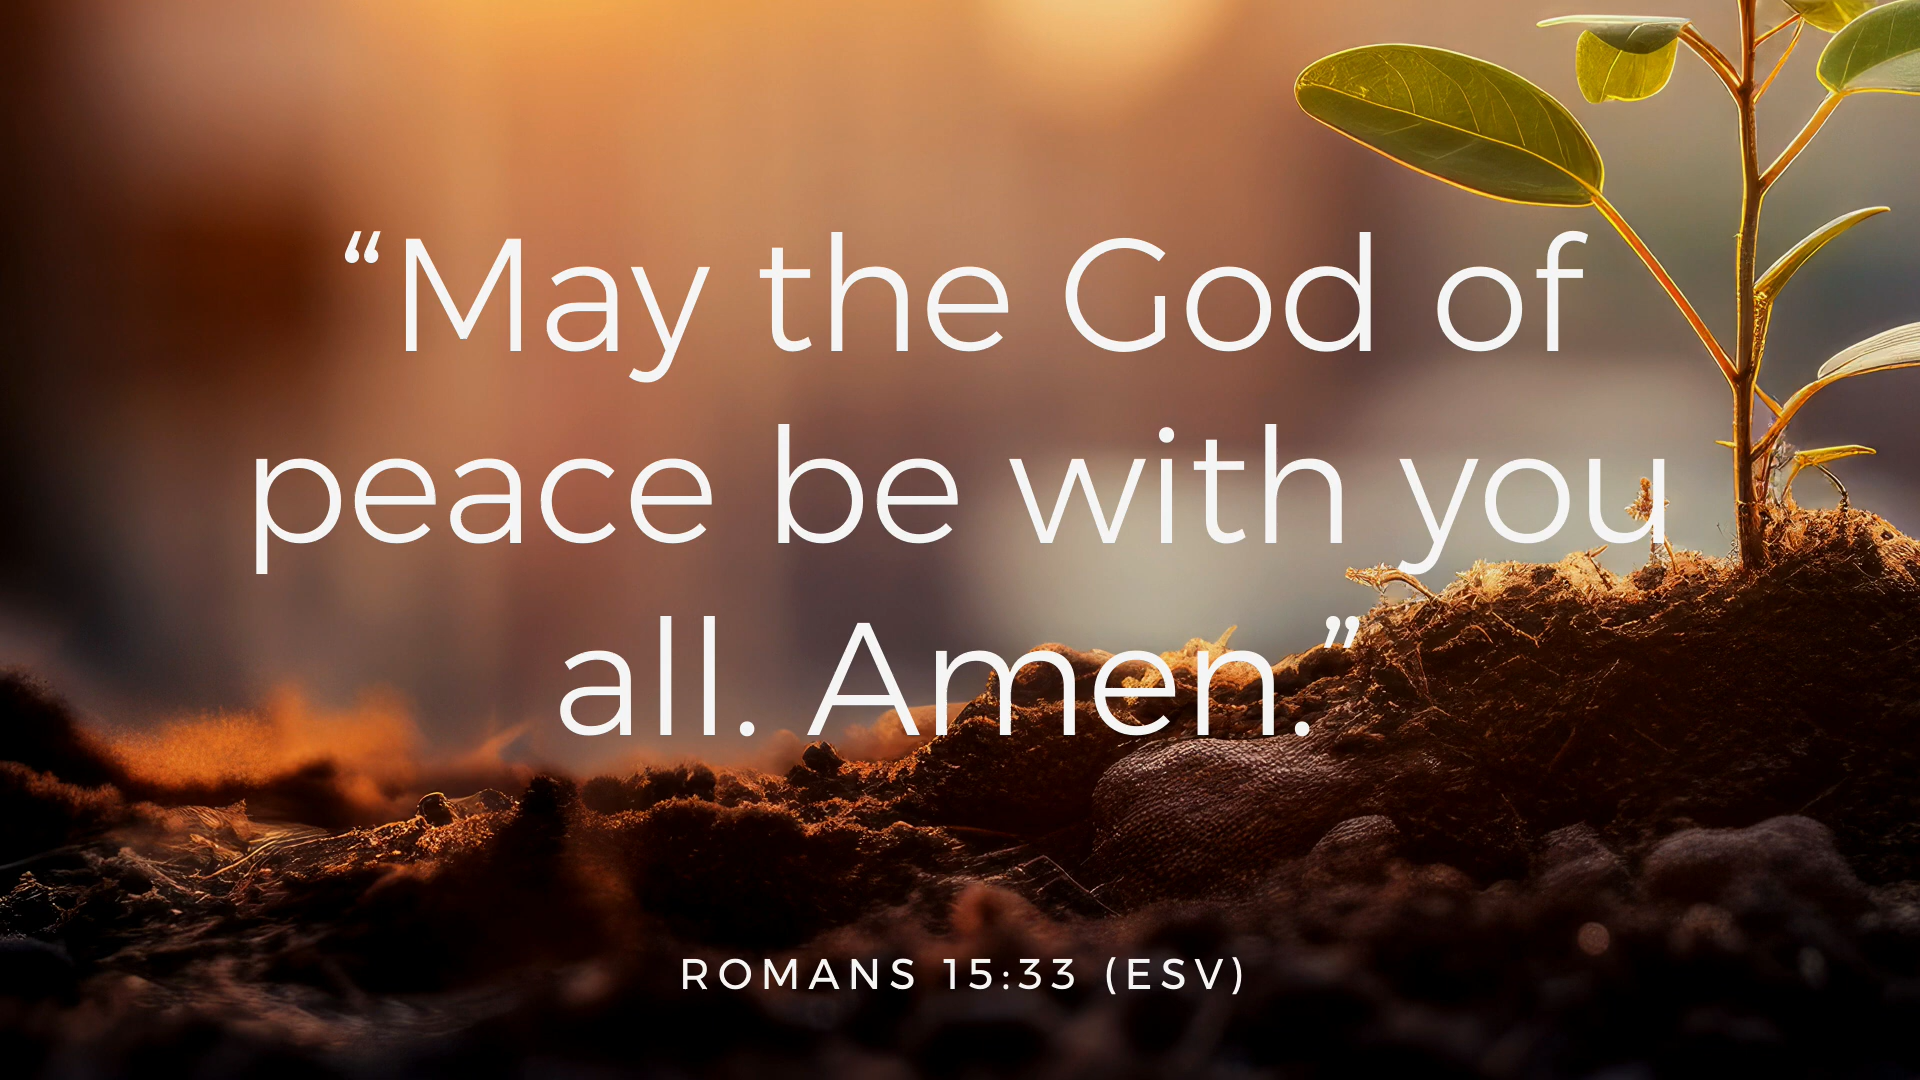 “May the God of
peace be with you
all. Amen.”
ROMANS 15:33 (ESV)